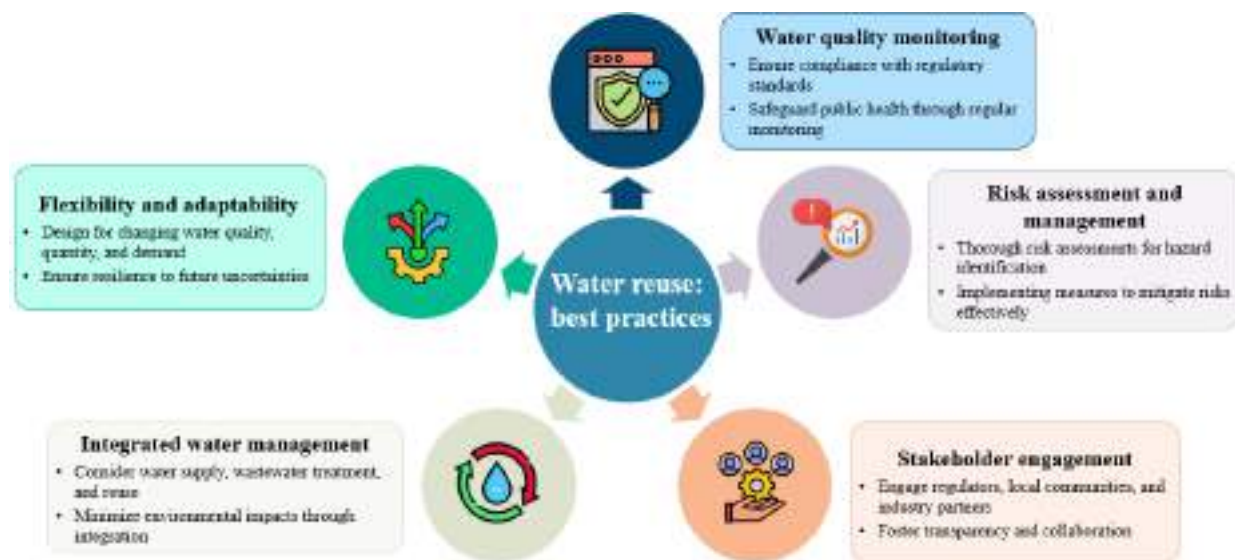 Water quality monitoring
• Ensure compliance with regulatory
standards
• Safeguard public health through regular
monitoring
Flexibility and adaptability
• Design for changing water quality,
quantity, and demand
• Ensure resilience to future uncertainties
Risk assessment and
management
• Thorough risk assessments for hazard
identification
• Implementing measures to mitigate risks
effectively
Water reuse:
best practices
Integrated water management
• Consider water supply, wastewater treatment,
and reuse
• Minimize environmental impacts through
integration
Stakeholder engagement
• Engage regulators, local communities, and
industry partners
• Foster transparency and collaboration